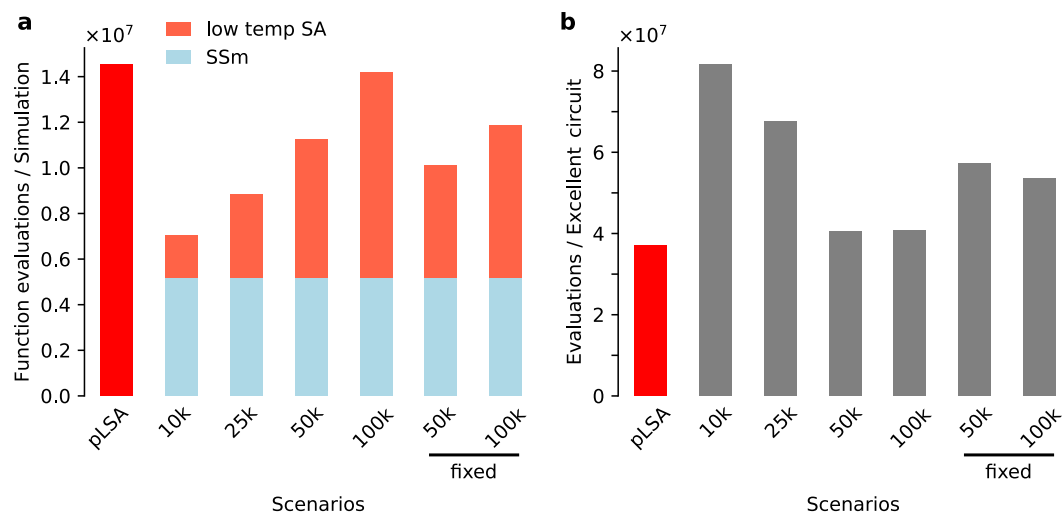 a
×10⁷
low temp SA
SSm
Function evaluations / Simulation
1.4
1.2
1.0
0.8
0.6
0.4
0.2
0.0
pLSA
10k
25k
50k
100k
50k
100k
fixed
Scenarios
b
×10⁷
Evaluations / Excellent circuit
8
6
4
2
0
pLSA
10k
25k
50k
100k
50k
100k
fixed
Scenarios